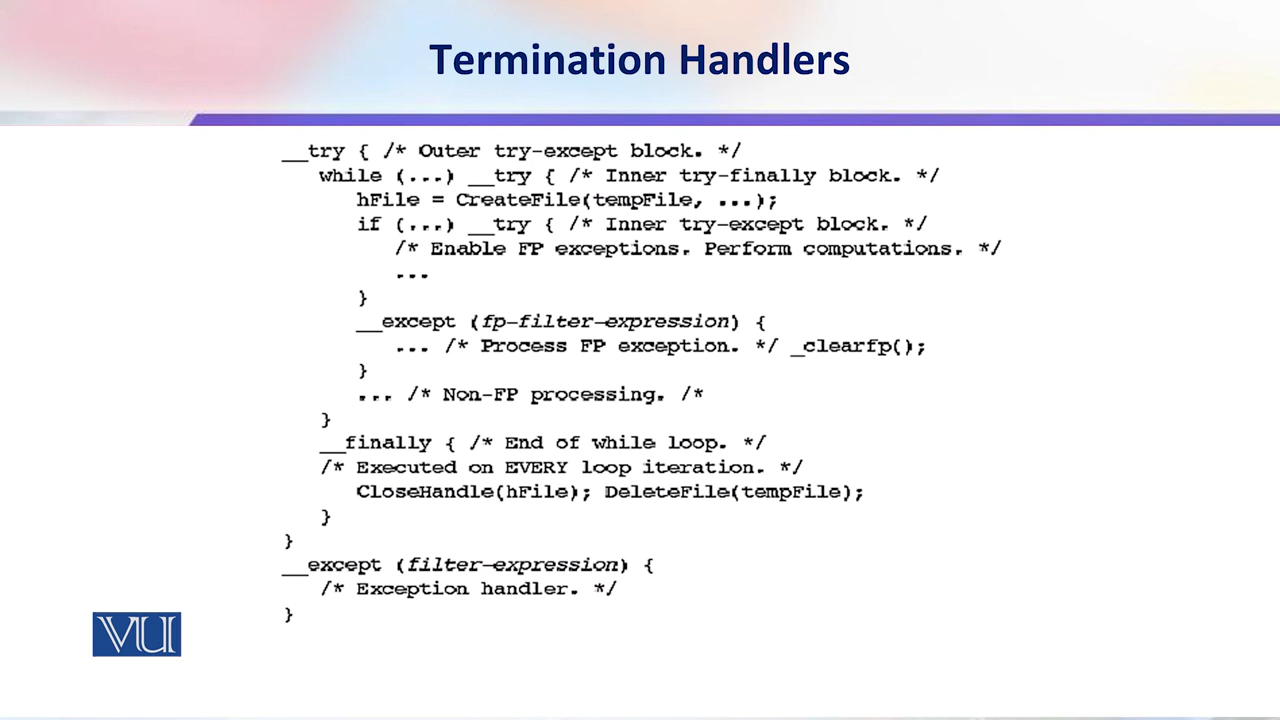 Termination Handlers
__try { /* Outer try-except block. */
while (...) __try { /* Inner try-finally block. */
hFile = CreateFile(tempFile, ...);
if (...) __try { /* Inner try-except block. */
/* Enable FP exceptions. Perform computations. */
...
}
__except (fp-filter-expression) {
... /* Process FP exception. */ _clearfp();
}
... /* Non-FP processing. /*
}
__finally { /* End of while loop. */
/* Executed on EVERY loop iteration. */
CloseHandle(hFile); DeleteFile(tempFile);
}
}
__except (filter-expression) {
/* Exception handler. */
}
VU